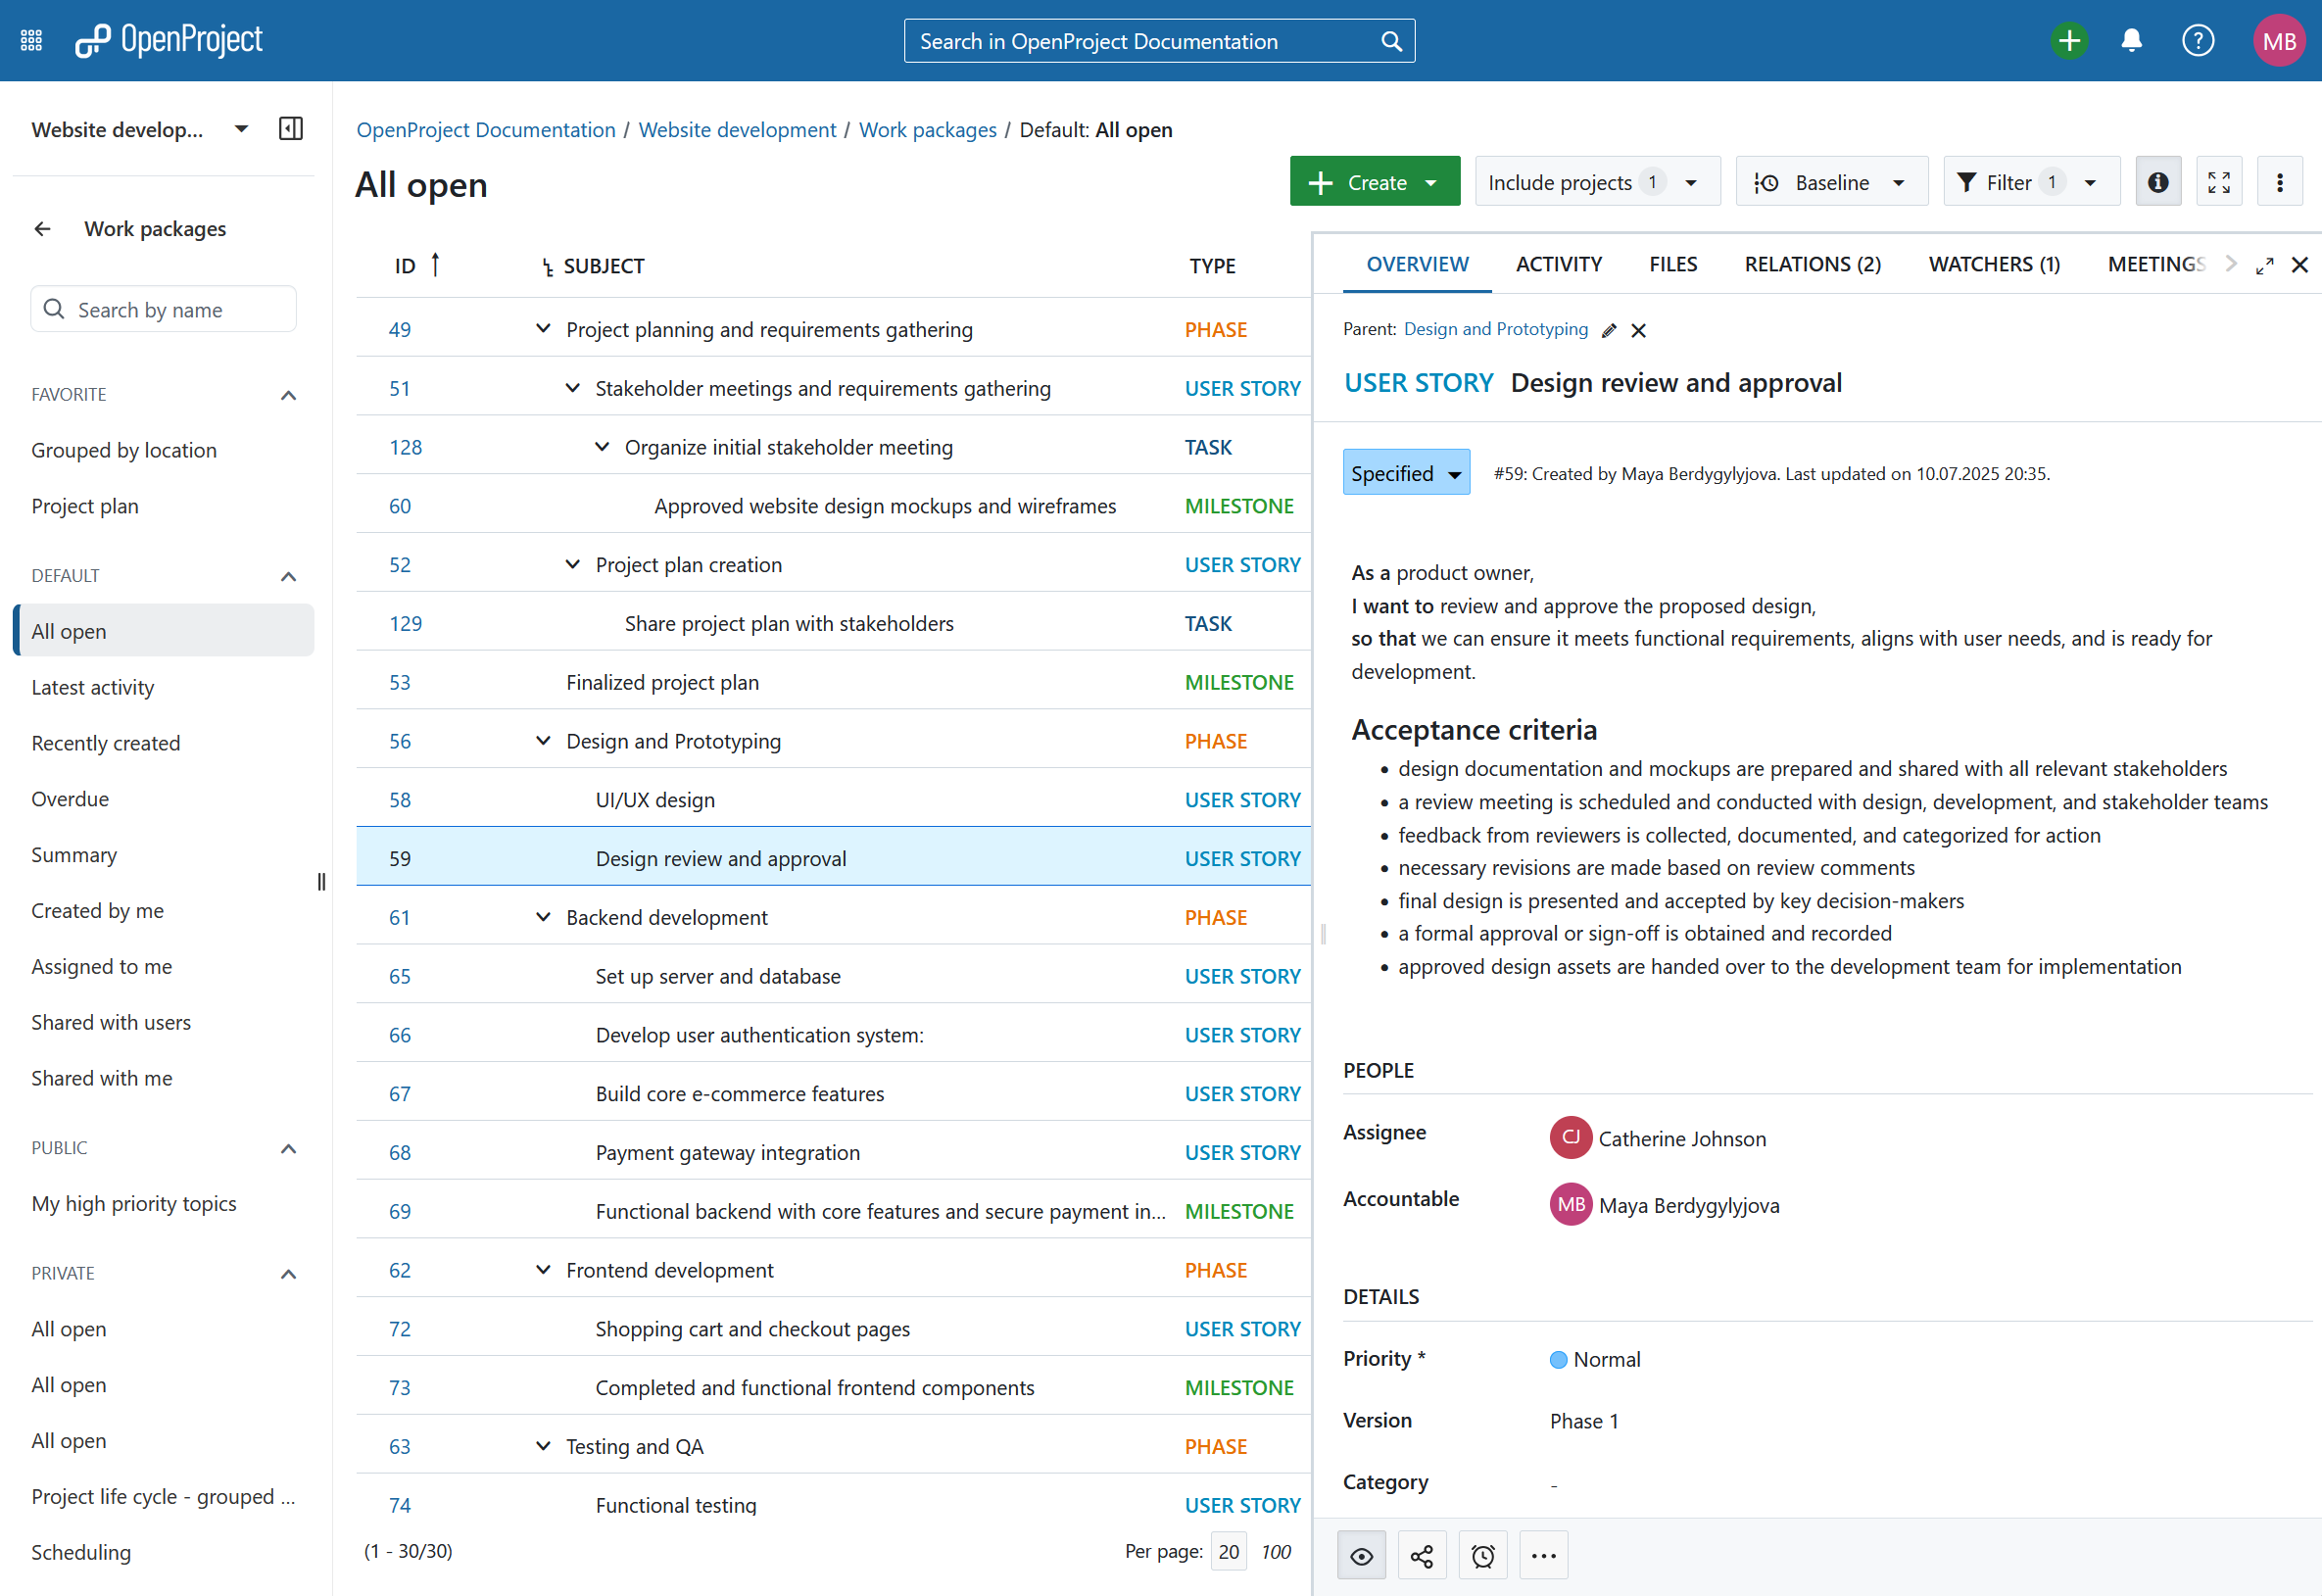 OpenProject
Search in OpenProject Documentation
MB
Website develop...
Work packages
Search by name
FAVORITE
Grouped by location
Project plan
DEFAULT
All open
Latest activity
Recently created
Overdue
Summary
Created by me
Assigned to me
Shared with users
Shared with me
PUBLIC
My high priority topics
PRIVATE
All open
All open
All open
Project life cycle - grouped ...
Scheduling
OpenProject Documentation / Website development / Work packages / Default: All open
All open
Create
Include projects 1
Baseline
Filter 1
ID SUBJECT TYPE
49 Project planning and requirements gathering PHASE
51 Stakeholder meetings and requirements gathering USER STORY
128 Organize initial stakeholder meeting TASK
60 Approved website design mockups and wireframes MILESTONE
52 Project plan creation USER STORY
129 Share project plan with stakeholders TASK
53 Finalized project plan MILESTONE
56 Design and Prototyping PHASE
58 UI/UX design USER STORY
59 Design review and approval USER STORY
61 Backend development PHASE
65 Set up server and database USER STORY
66 Develop user authentication system: USER STORY
67 Build core e-commerce features USER STORY
68 Payment gateway integration USER STORY
69 Functional backend with core features and secure payment in... MILESTONE
62 Frontend development PHASE
72 Shopping cart and checkout pages USER STORY
73 Completed and functional frontend components MILESTONE
63 Testing and QA PHASE
74 Functional testing USER STORY
(1 - 30/30)
Per page: 20 100
OVERVIEW ACTIVITY FILES RELATIONS (2) WATCHERS (1) MEETINGS
Parent: Design and Prototyping
USER STORY Design review and approval
Specified
#59: Created by Maya Berdygylyjova. Last updated on 10.07.2025 20:35.
As a product owner,
I want to review and approve the proposed design,
so that we can ensure it meets functional requirements, aligns with user needs, and is ready for
development.
Acceptance criteria
• design documentation and mockups are prepared and shared with all relevant stakeholders
• a review meeting is scheduled and conducted with design, development, and stakeholder teams
• feedback from reviewers is collected, documented, and categorized for action
• necessary revisions are made based on review comments
• final design is presented and accepted by key decision-makers
• a formal approval or sign-off is obtained and recorded
• approved design assets are handed over to the development team for implementation
PEOPLE
Assignee CJ Catherine Johnson
Accountable MB Maya Berdygylyjova
DETAILS
Priority * Normal
Version Phase 1
Category -